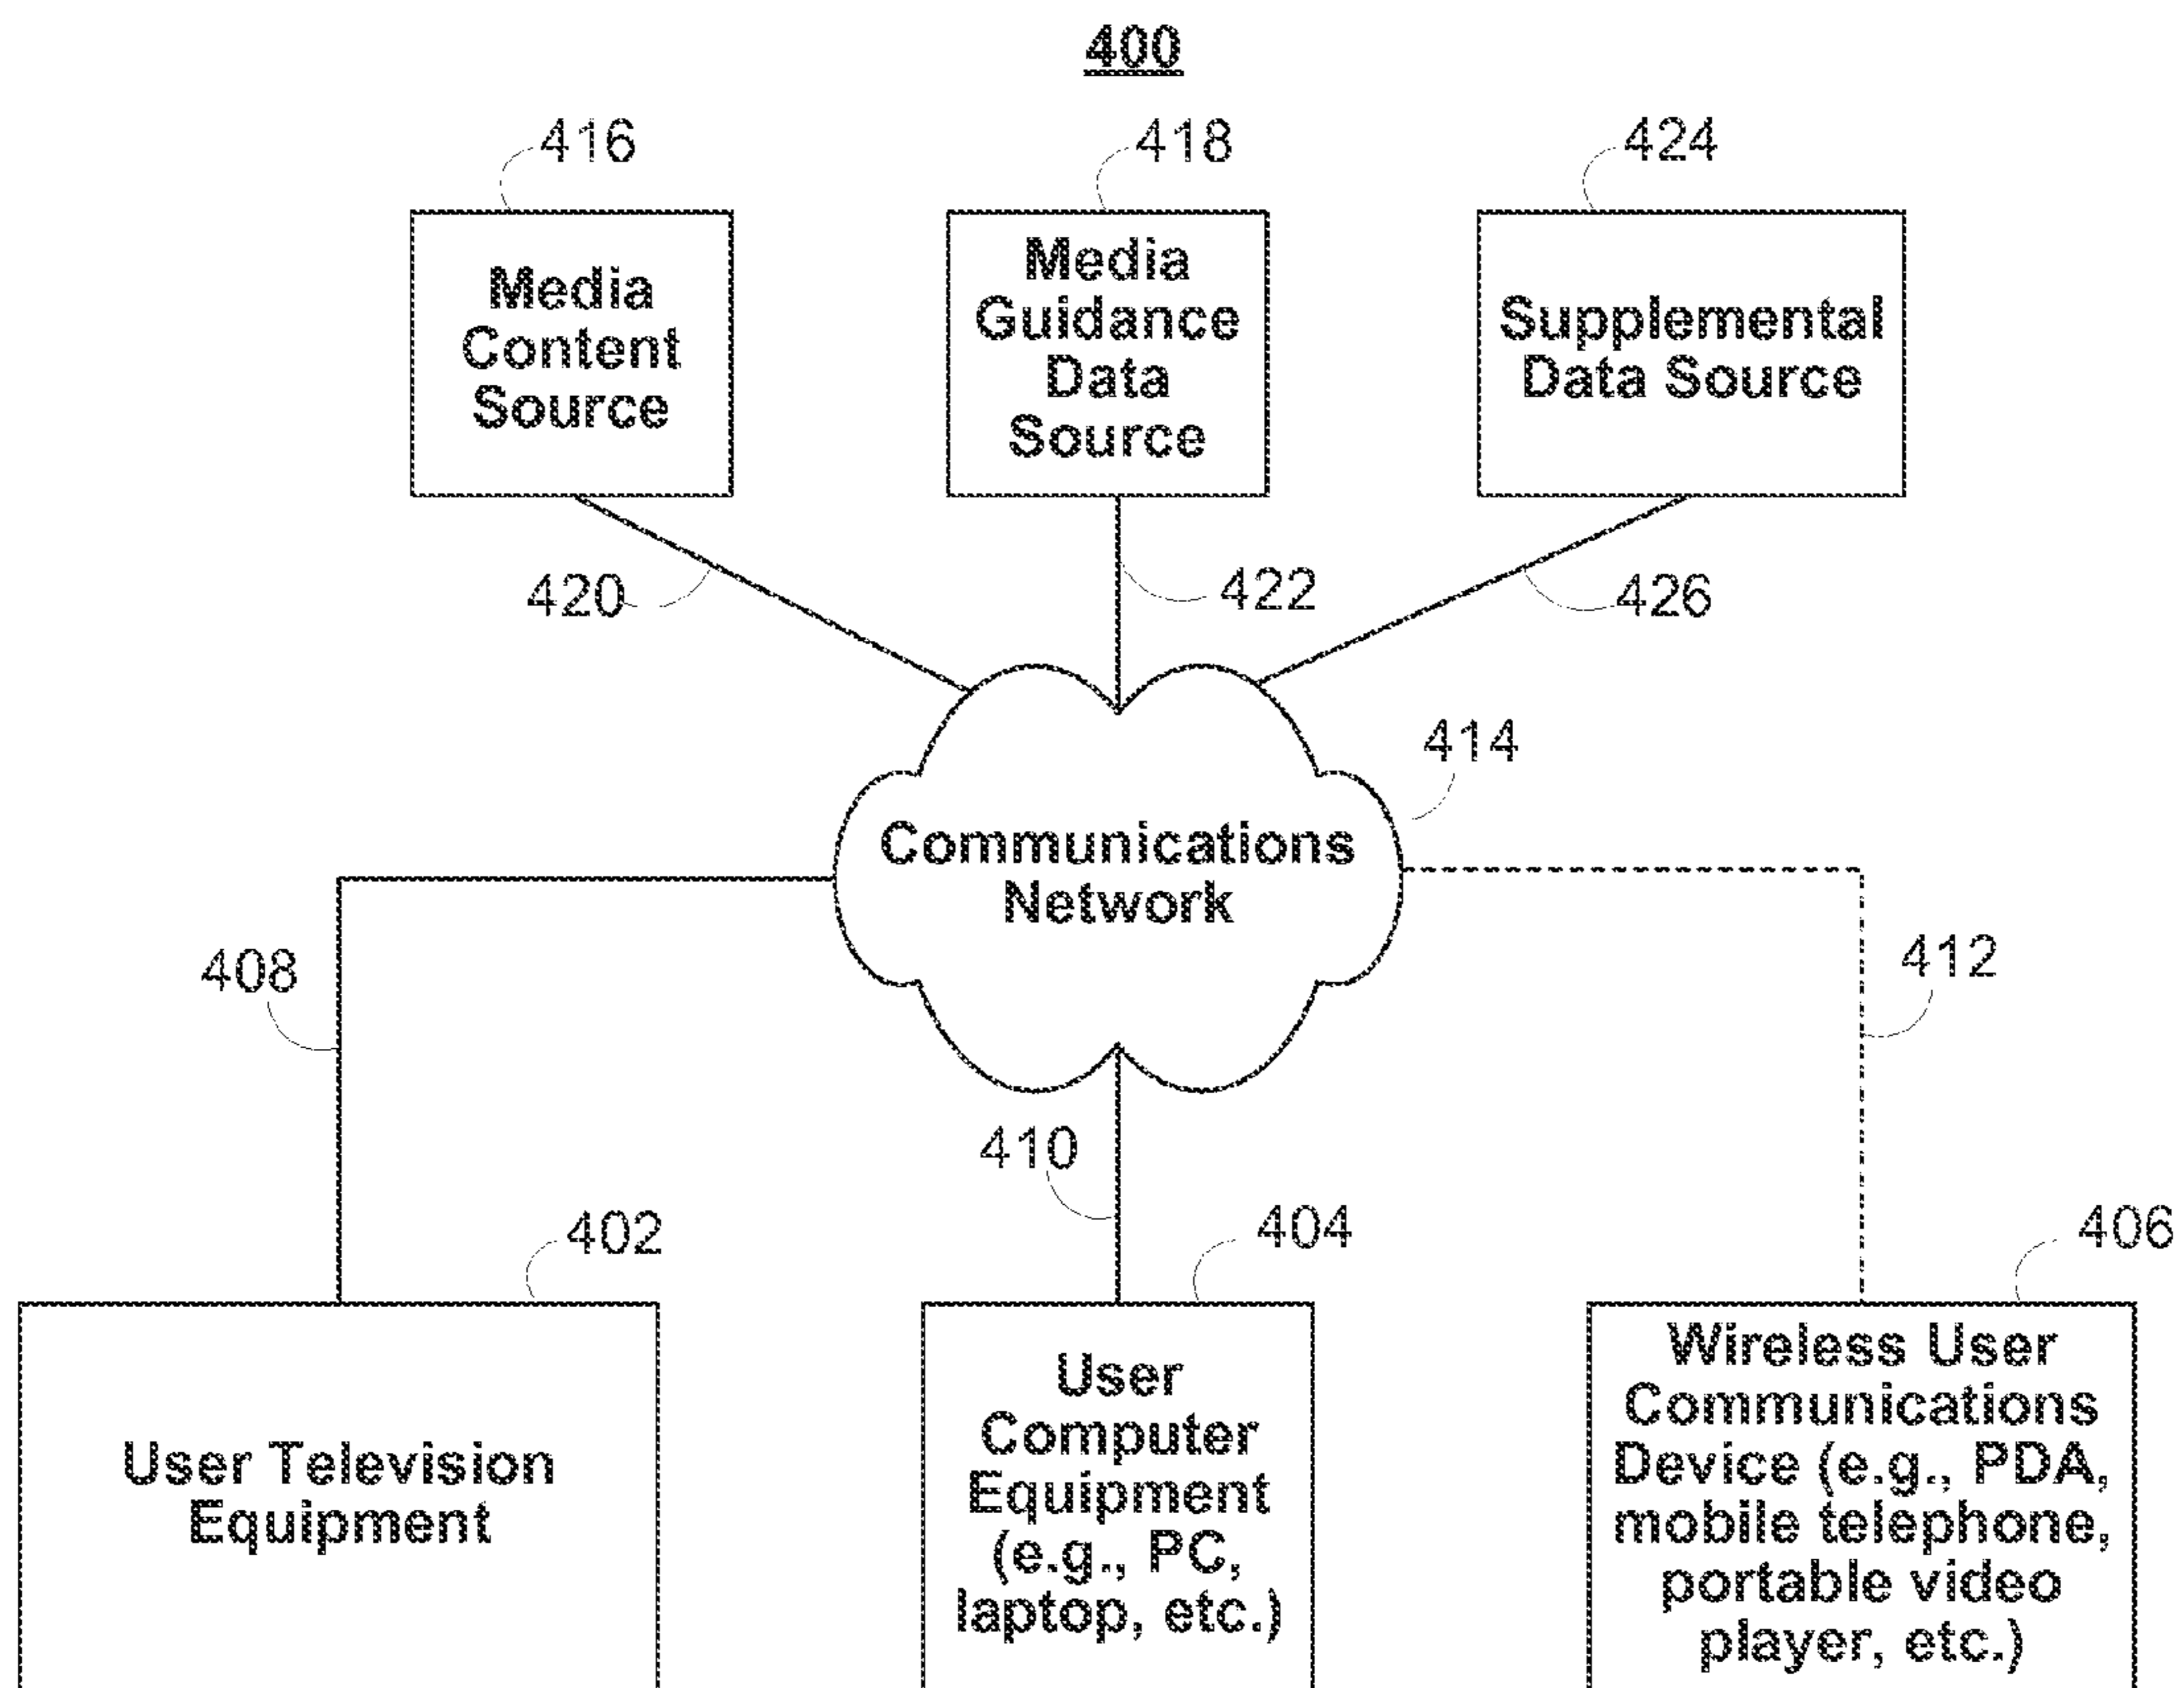 400
416
418
424
Media
Content
Source
Media
Guidance
Data
Source
Supplemental
Data Source
420
422
426
414
Communications
Network
408
412
410
402
404
406
User Television
Equipment
User
Computer
Equipment
(e.g., PC,
laptop, etc.)
Wireless User
Communications
Device (e.g., PDA,
mobile telephone,
portable video
player, etc.)